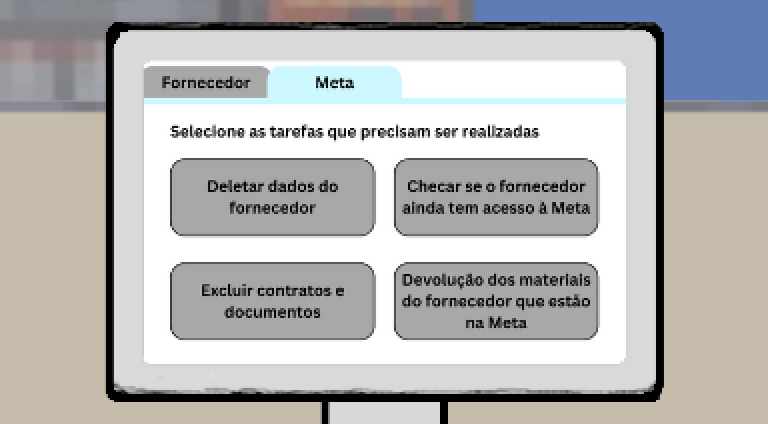 Fornecedor
Meta
Selecione as tarefas que precisam ser realizadas
Deletar dados do
fornecedor
Checar se o fornecedor
ainda tem acesso à Meta
Excluir contratos e
documentos
Devolução dos materiais
do fornecedor que estão
na Meta